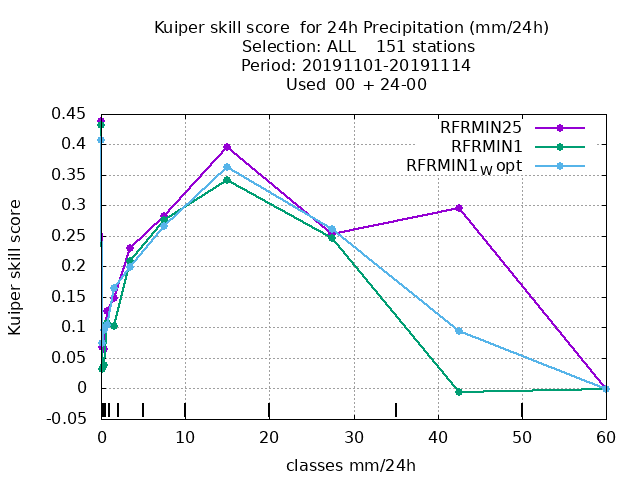 Kuiper skill score  for 24h Precipitation (mm/24h)
Selection: ALL    151 stations
Period: 20191101-20191114
Used  00 + 24-00
RFRMIN25
RFRMIN1
RFRMIN1W opt
0.45
0.4
0.35
0.3
0.25
0.2
0.15
0.1
0.05
0
-0.05
Kuiper skill score
0 10 20 30 40 50 60
classes mm/24h